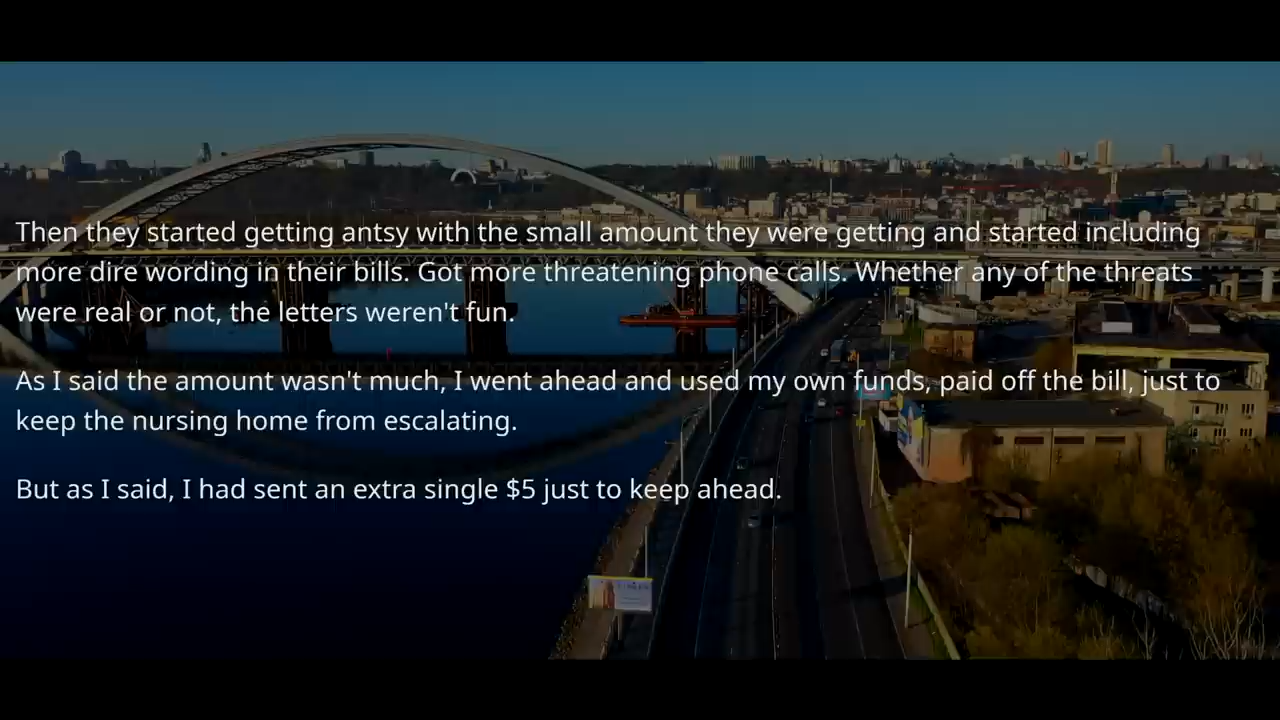 Then they started getting antsy with the small amount they were getting and started including
more dire wording in their bills. Got more threatening phone calls. Whether any of the threats
were real or not, the letters weren't fun.
As I said the amount wasn't much, I went ahead and used my own funds, paid off the bill, just to
keep the nursing home from escalating.
But as I said, I had sent an extra single $5 just to keep ahead.